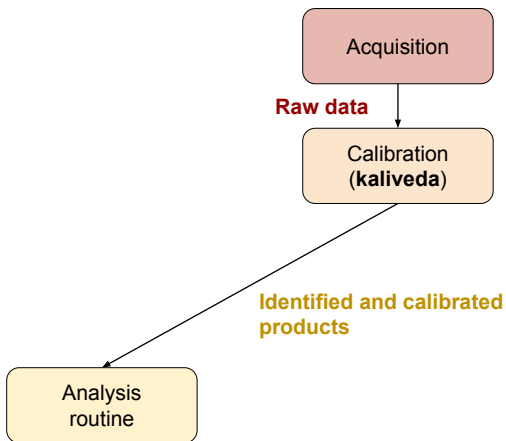 Acquisition
Raw data
Calibration
(kaliveda)
Identified and calibrated
products
Analysis
routine